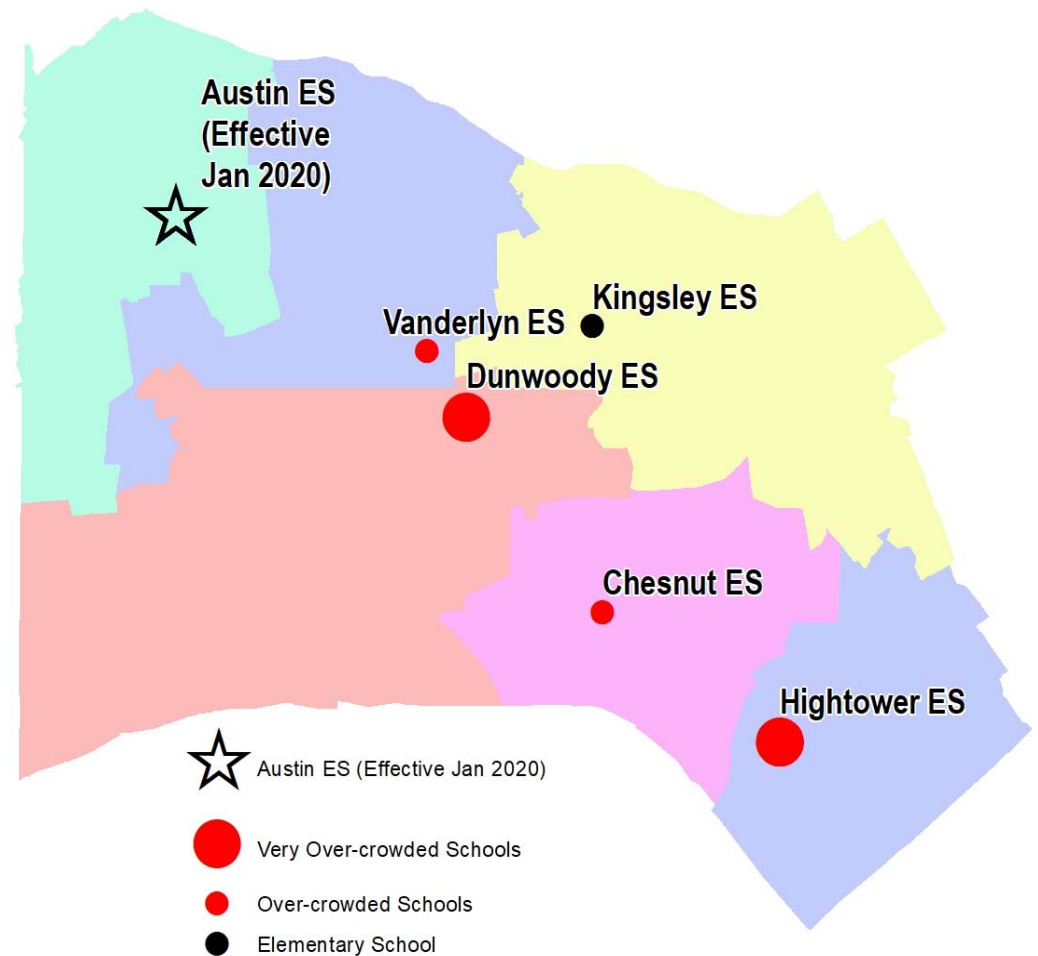 Austin ES
(Effective
Jan 2020)
Kingsley ES
Vanderlyn ES
Dunwoody ES
Chesnut ES
Hightower ES
Austin ES (Effective Jan 2020)
Very Over-crowded Schools
Over-crowded Schools
Elementary School